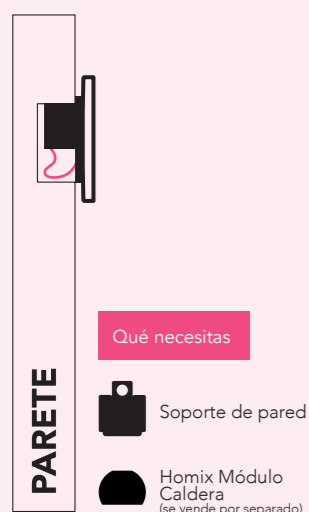 PARETE
Qué necesitas
Soporte de pared
Homix Módulo
Caldera
(se vende por separado)